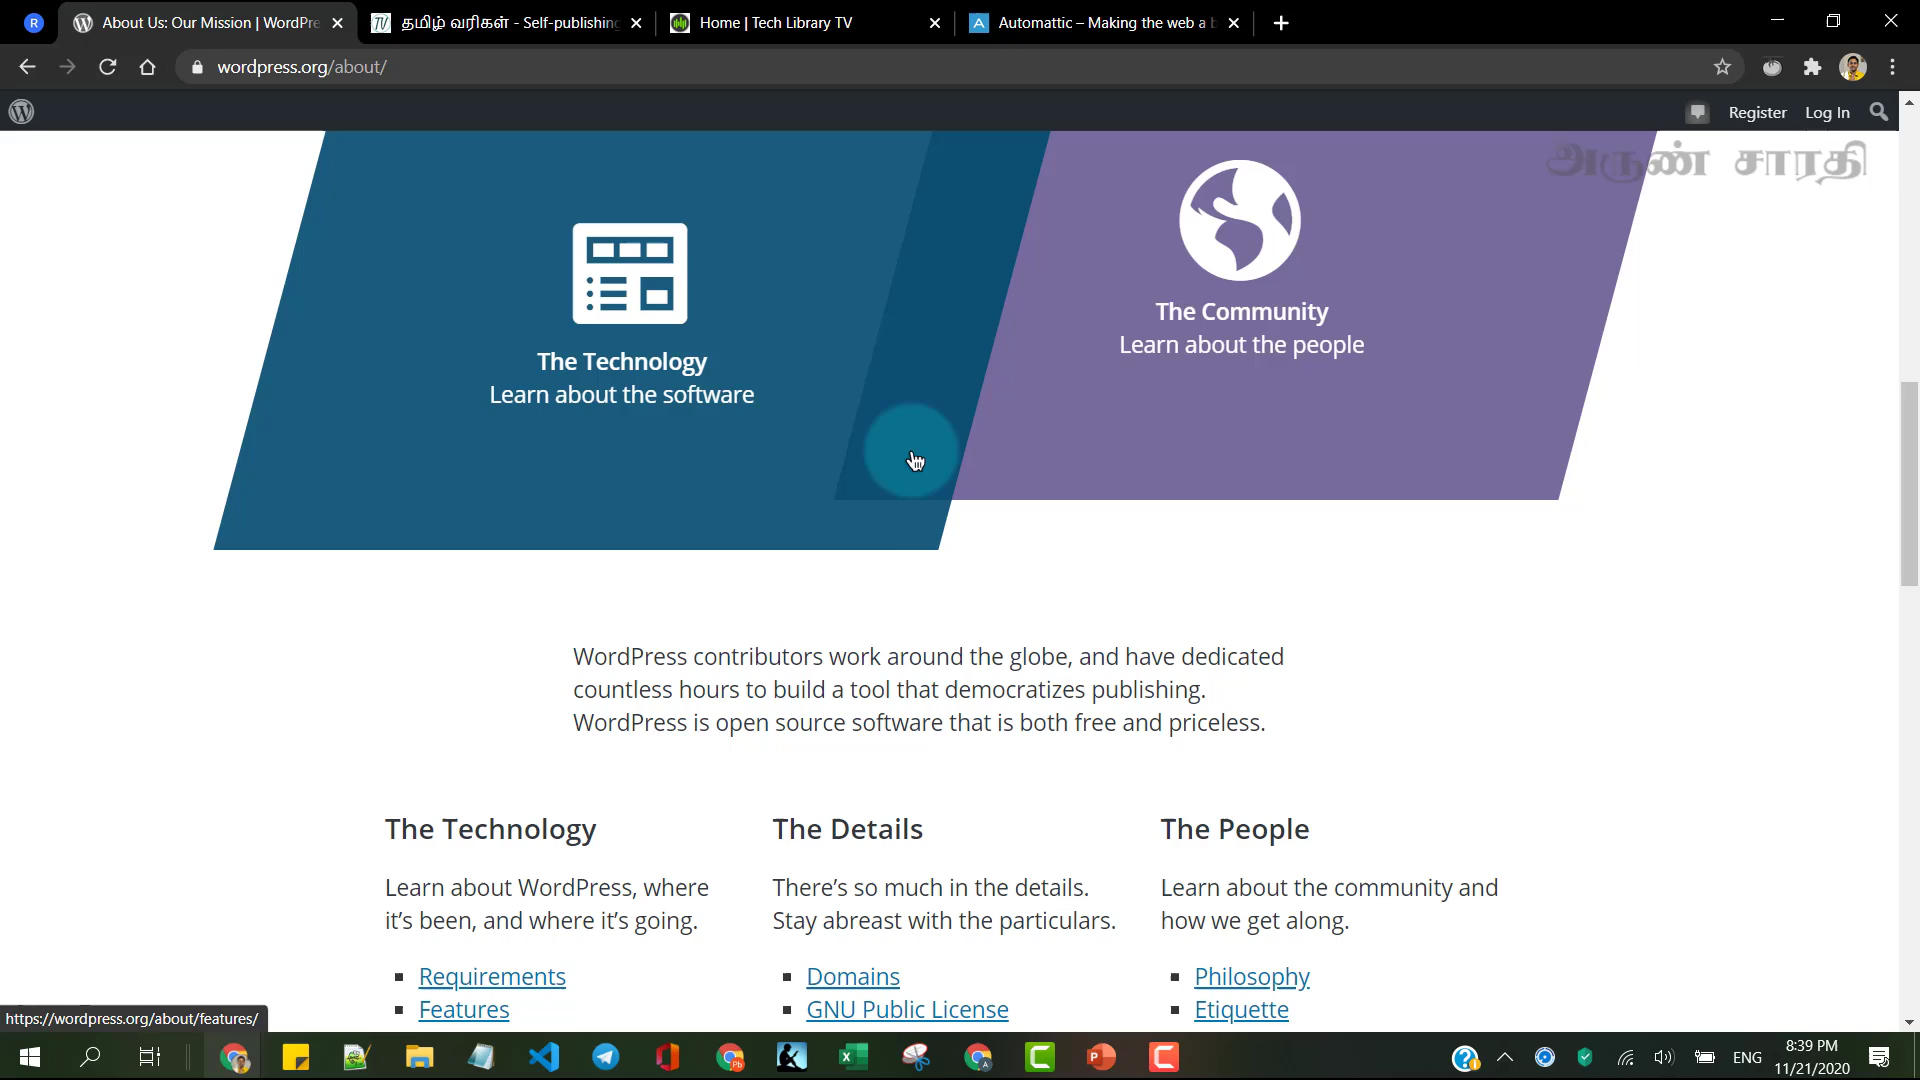 R
About Us: Our Mission | WordPre
தமிழ் வரிகள் - Self-publishing
Home | Tech Library TV
Automattic – Making the web a b
wordpress.org/about/
Register
Log In
அருண் சாரதி
The Community
Learn about the people
The Technology
Learn about the software
WordPress contributors work around the globe, and have dedicated
countless hours to build a tool that democratizes publishing.
WordPress is open source software that is both free and priceless.
The Technology
Learn about WordPress, where
it’s been, and where it’s going.
Requirements
Features
The Details
There’s so much in the details.
Stay abreast with the particulars.
Domains
GNU Public License
The People
Learn about the community and
how we get along.
Philosophy
Etiquette
https://wordpress.org/about/features/
ENG
8:39 PM
11/21/2020